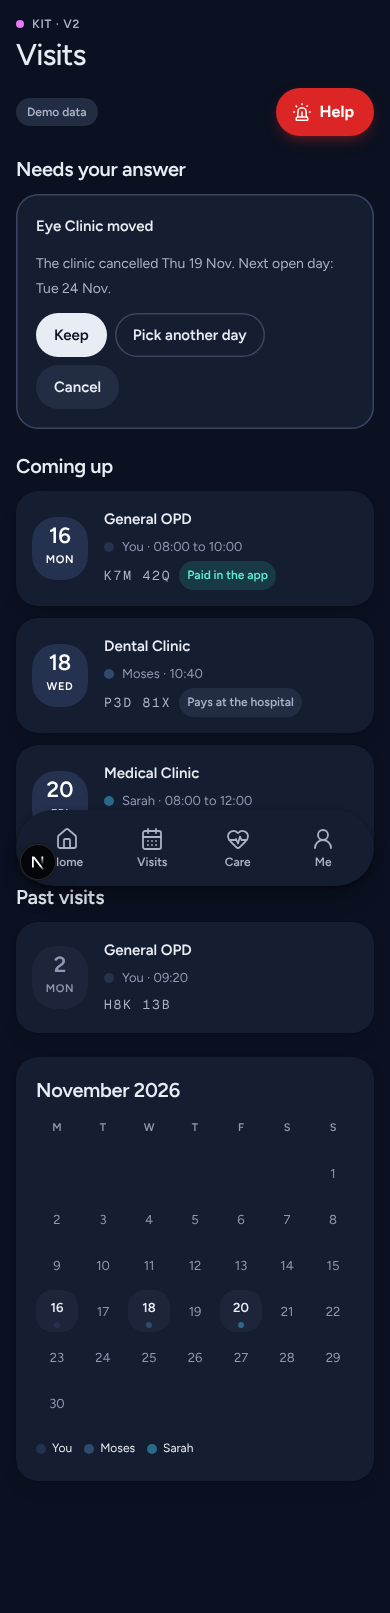 KIT · V2
Visits
Demo data
Help
Needs your answer
Eye Clinic moved
The clinic cancelled Thu 19 Nov. Next open day:
Tue 24 Nov.
Keep
Pick another day
Cancel
Coming up
16
MON
General OPD
You · 08:00 to 10:00
K7M 42Q
Paid in the app
18
WED
Dental Clinic
Moses · 10:40
P3D 81X
Pays at the hospital
20
Medical Clinic
Sarah · 08:00 to 12:00
N
Visits
Care
Me
Past visits
2
MON
General OPD
You · 09:20
H8K 13B
November 2026
M T W T F S S
1
2 3 4 5 6 7 8
9 10 11 12 13 14 15
16 17 18 19 20 21 22
23 24 25 26 27 28 29
30
You Moses Sarah